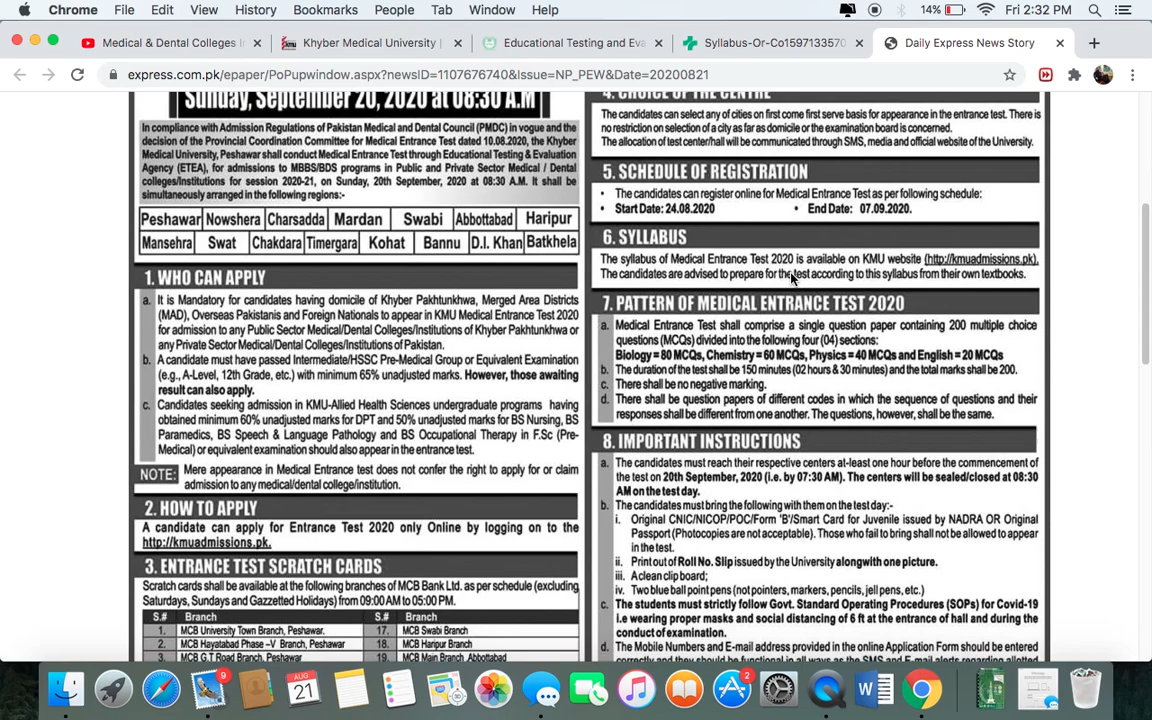 Chrome File Edit View History Bookmarks People Tab Window Help 14% Fri 2:32 PM
Medical & Dental Colleges I
Khyber Medical University |
Educational Testing and Eva
Syllabus-Or-Co1597133570
Daily Express News Story
express.com.pk/epaper/PoPupwindow.aspx?newsID=1107676740&Issue=NP_PEW&Date=20200821
Sunday, September 20, 2020 at 08:30 A.M
In compliance with Admission Regulations of Pakistan Medical and Dental Council (PMDC) in vogue and the
decision of the Provincial Coordination Committee for Medical Entrance Test dated 10.08.2020, the Khyber
Medical University, Peshawar shall conduct Medical Entrance Test through Educational Testing & Evaluation
Agency (ETEA), for admissions to MBBS/BDS programs in Public and Private Sector Medical / Dental
colleges/Institutions for session 2020-21, on Sunday, 20th September, 2020 at 08:30 A.M. It shall be
simultaneously arranged in the following regions:-
Peshawar Nowshera Charsadda Mardan Swabi Abbottabad Haripur
Mansehra Swat Chakdara Timergara Kohat Bannu D.I. Khan Batkhela
1. WHO CAN APPLY
a. It is Mandatory for candidates having domicile of Khyber Pakhtunkhwa, Merged Area Districts
(MAD), Overseas Pakistanis and Foreign Nationals to appear in KMU Medical Entrance Test 2020
for admission to any Public Sector Medical/Dental Colleges/Institutions of Khyber Pakhtunkhwa or
any Private Sector Medical/Dental Colleges/Institutions of Pakistan.
b. A candidate must have passed Intermediate/HSSC Pre-Medical Group or Equivalent Examination
(e.g., A-Level, 12th Grade, etc.) with minimum 65% unadjusted marks. However, those awaiting
result can also apply.
c. Candidates seeking admission in KMU-Allied Health Sciences undergraduate programs having
obtained minimum 60% unadjusted marks for DPT and 50% unadjusted marks for BS Nursing, BS
Paramedics, BS Speech & Language Pathology and BS Occupational Therapy in F.Sc (Pre-
Medical) or equivalent examination should also appear in the entrance test.
NOTE: Mere appearance in Medical Entrance test does not confer the right to apply for or claim
admission to any medical/dental college/institution.
2. HOW TO APPLY
A candidate can apply for Entrance Test 2020 only Online by logging on to the
http://kmuadmissions.pk.
3. ENTRANCE TEST SCRATCH CARDS
Scratch cards shall be available at the following branches of MCB Bank Ltd. as per schedule (excluding
Saturdays, Sundays and Gazzetted Holidays) from 09:00 AM to 05:00 PM.
S.# Branch S.# Branch
1. MCB University Town Branch, Peshawar. 17. MCB Swabi Branch
2. MCB Hayatabad Phase –V Branch, Peshawar 18. MCB Haripur Branch
3. MCB G.T Road Branch, Peshawar 19. MCB Main Branch ,Abbottabad
4. CHOICE OF THE CENTRE
The candidates can select any of cities on first come first serve basis for appearance in the entrance test. There is
no restriction on selection of a city as far as domicile or the examination board is concerned.
The allocation of test center/hall will be communicated through SMS, media and official website of the University.
5. SCHEDULE OF REGISTRATION
• The candidates can register online for Medical Entrance Test as per following schedule:
• Start Date: 24.08.2020 • End Date: 07.09.2020.
6. SYLLABUS
The syllabus of Medical Entrance Test 2020 is available on KMU website (http://kmuadmissions.pk).
The candidates are advised to prepare for the test according to this syllabus from their own textbooks.
7. PATTERN OF MEDICAL ENTRANCE TEST 2020
a. Medical Entrance Test shall comprise a single question paper containing 200 multiple choice
questions (MCQs) divided into the following four (04) sections:
Biology = 80 MCQs, Chemistry = 60 MCQs, Physics = 40 MCQs and English = 20 MCQs
b. The duration of the test shall be 150 minutes (02 hours & 30 minutes) and the total marks shall be 200.
c. There shall be no negative marking.
d. There shall be question papers of different codes in which the sequence of questions and their
responses shall be different from one another. The questions, however, shall be the same.
8. IMPORTANT INSTRUCTIONS
a. The candidates must reach their respective centers at-least one hour before the commencement of
the test on 20th September, 2020 (i.e. by 07:30 AM). The centers will be sealed/closed at 08:30
AM on the test day.
b. The candidates must bring the following with them on the test day:-
i. Original CNIC/NICOP/POC/Form 'B'/Smart Card for Juvenile issued by NADRA OR Original
Passport (Photocopies are not acceptable). Those who fail to bring shall not be allowed to appear
in the test.
ii. Print out of Roll No. Slip issued by the University alongwith one picture.
iii. A clean clip board;
iv. Two blue ball point pens (not pointers, markers, pencils, jell pens, etc.)
c. The students must strictly follow Govt. Standard Operating Procedures (SOPs) for Covid-19
i.e wearing proper masks and social distancing of 6 ft at the entrance of hall and during the
conduct of examination.
d. The Mobile Numbers and E-mail address provided in the online Application Form should be entered
correctly and they should be functional in all ways as the SMS and E-mail alerts regarding allotted
9
AUG
21
2